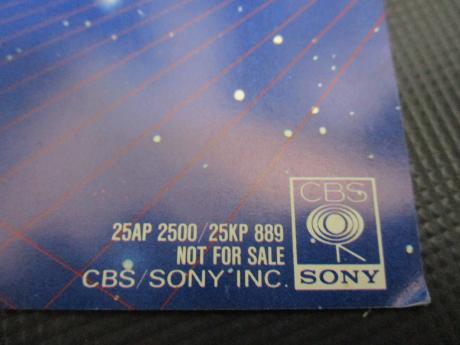 25AP 2500/25KP 889
NOT FOR SALE
CBS/SONY INC.
CBS
SONY